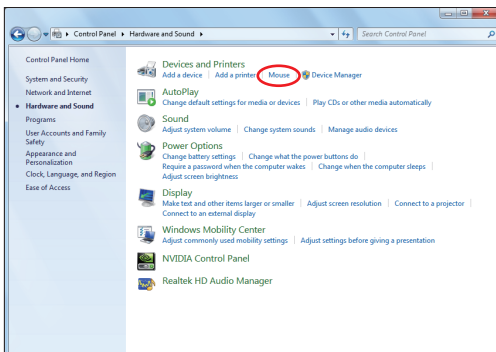 Control Panel
Hardware and Sound
Search Control Panel
Control Panel Home
System and Security
Network and Internet
Hardware and Sound
Programs
User Accounts and Family
Safety
Appearance and
Personalization
Clock, Language, and Region
Ease of Access
Devices and Printers
Add a device Add a printer Mouse Device Manager
AutoPlay
Change default settings for media or devices Play CDs or other media automatically
Sound
Adjust system volume Change system sounds Manage audio devices
Power Options
Change battery settings Change what the power buttons do
Require a password when the computer wakes Change when the computer sleeps
Adjust screen brightness
Display
Make text and other items larger or smaller Adjust screen resolution Connect to a projector
Connect to an external display
Windows Mobility Center
Adjust commonly used mobility settings Adjust settings before giving a presentation
NVIDIA Control Panel
Realtek HD Audio Manager